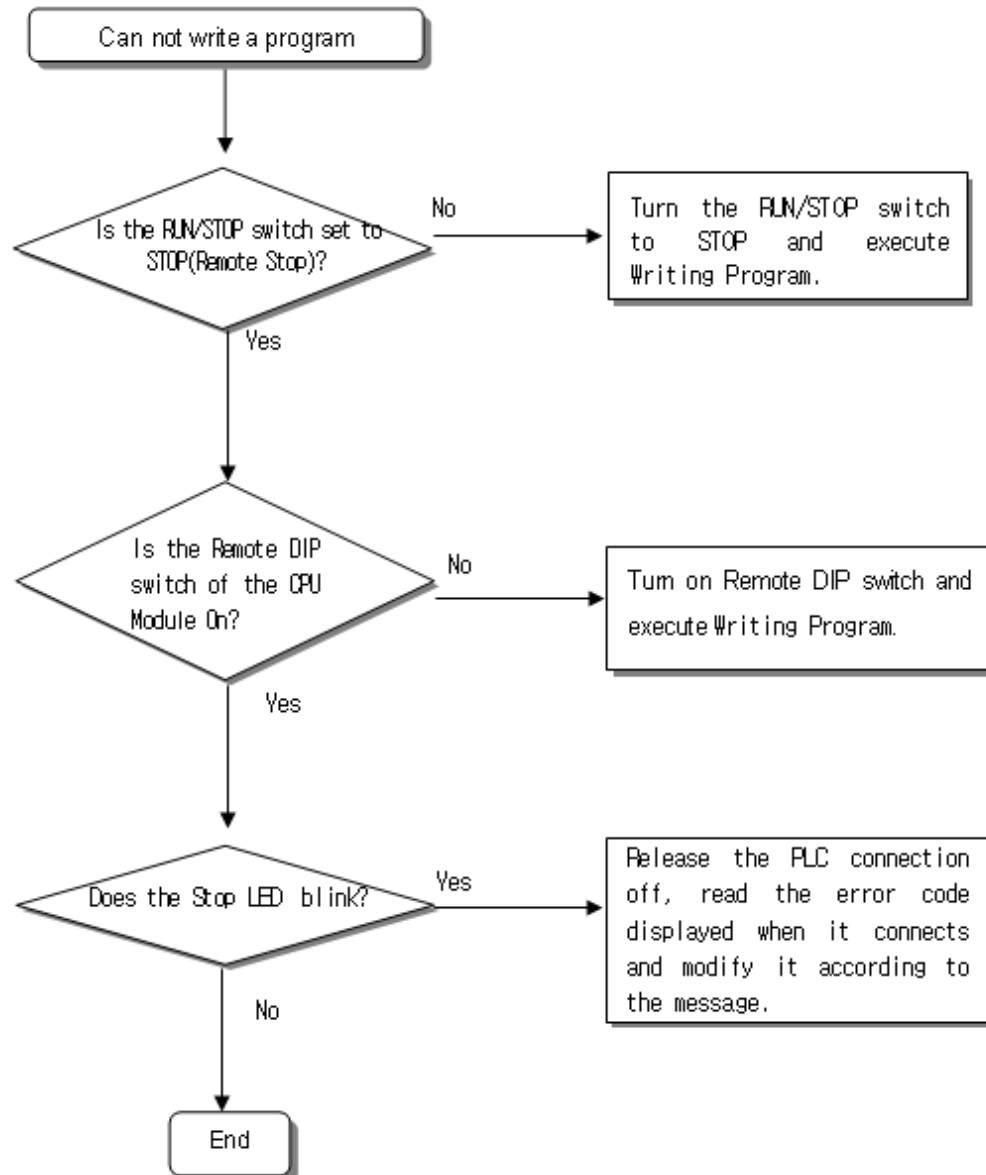 Can not write a program
Is the RUN/STOP switch set to
STOP(Remote Stop)?
No
Turn the RUN/STOP switch
to STOP and execute
Writing Program.
Yes
Is the Remote DIP
switch of the CPU
Module On?
No
Turn on Remote DIP switch and
execute Writing Program.
Yes
Does the Stop LED blink?
Yes
Release the PLC connection
off, read the error code
displayed when it connects
and modify it according to
the message.
No
End